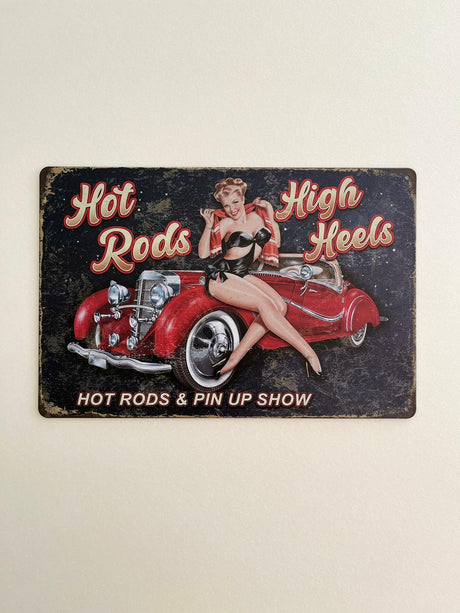 Hot Rods
High Heels
HOT RODS & PIN UP SHOW